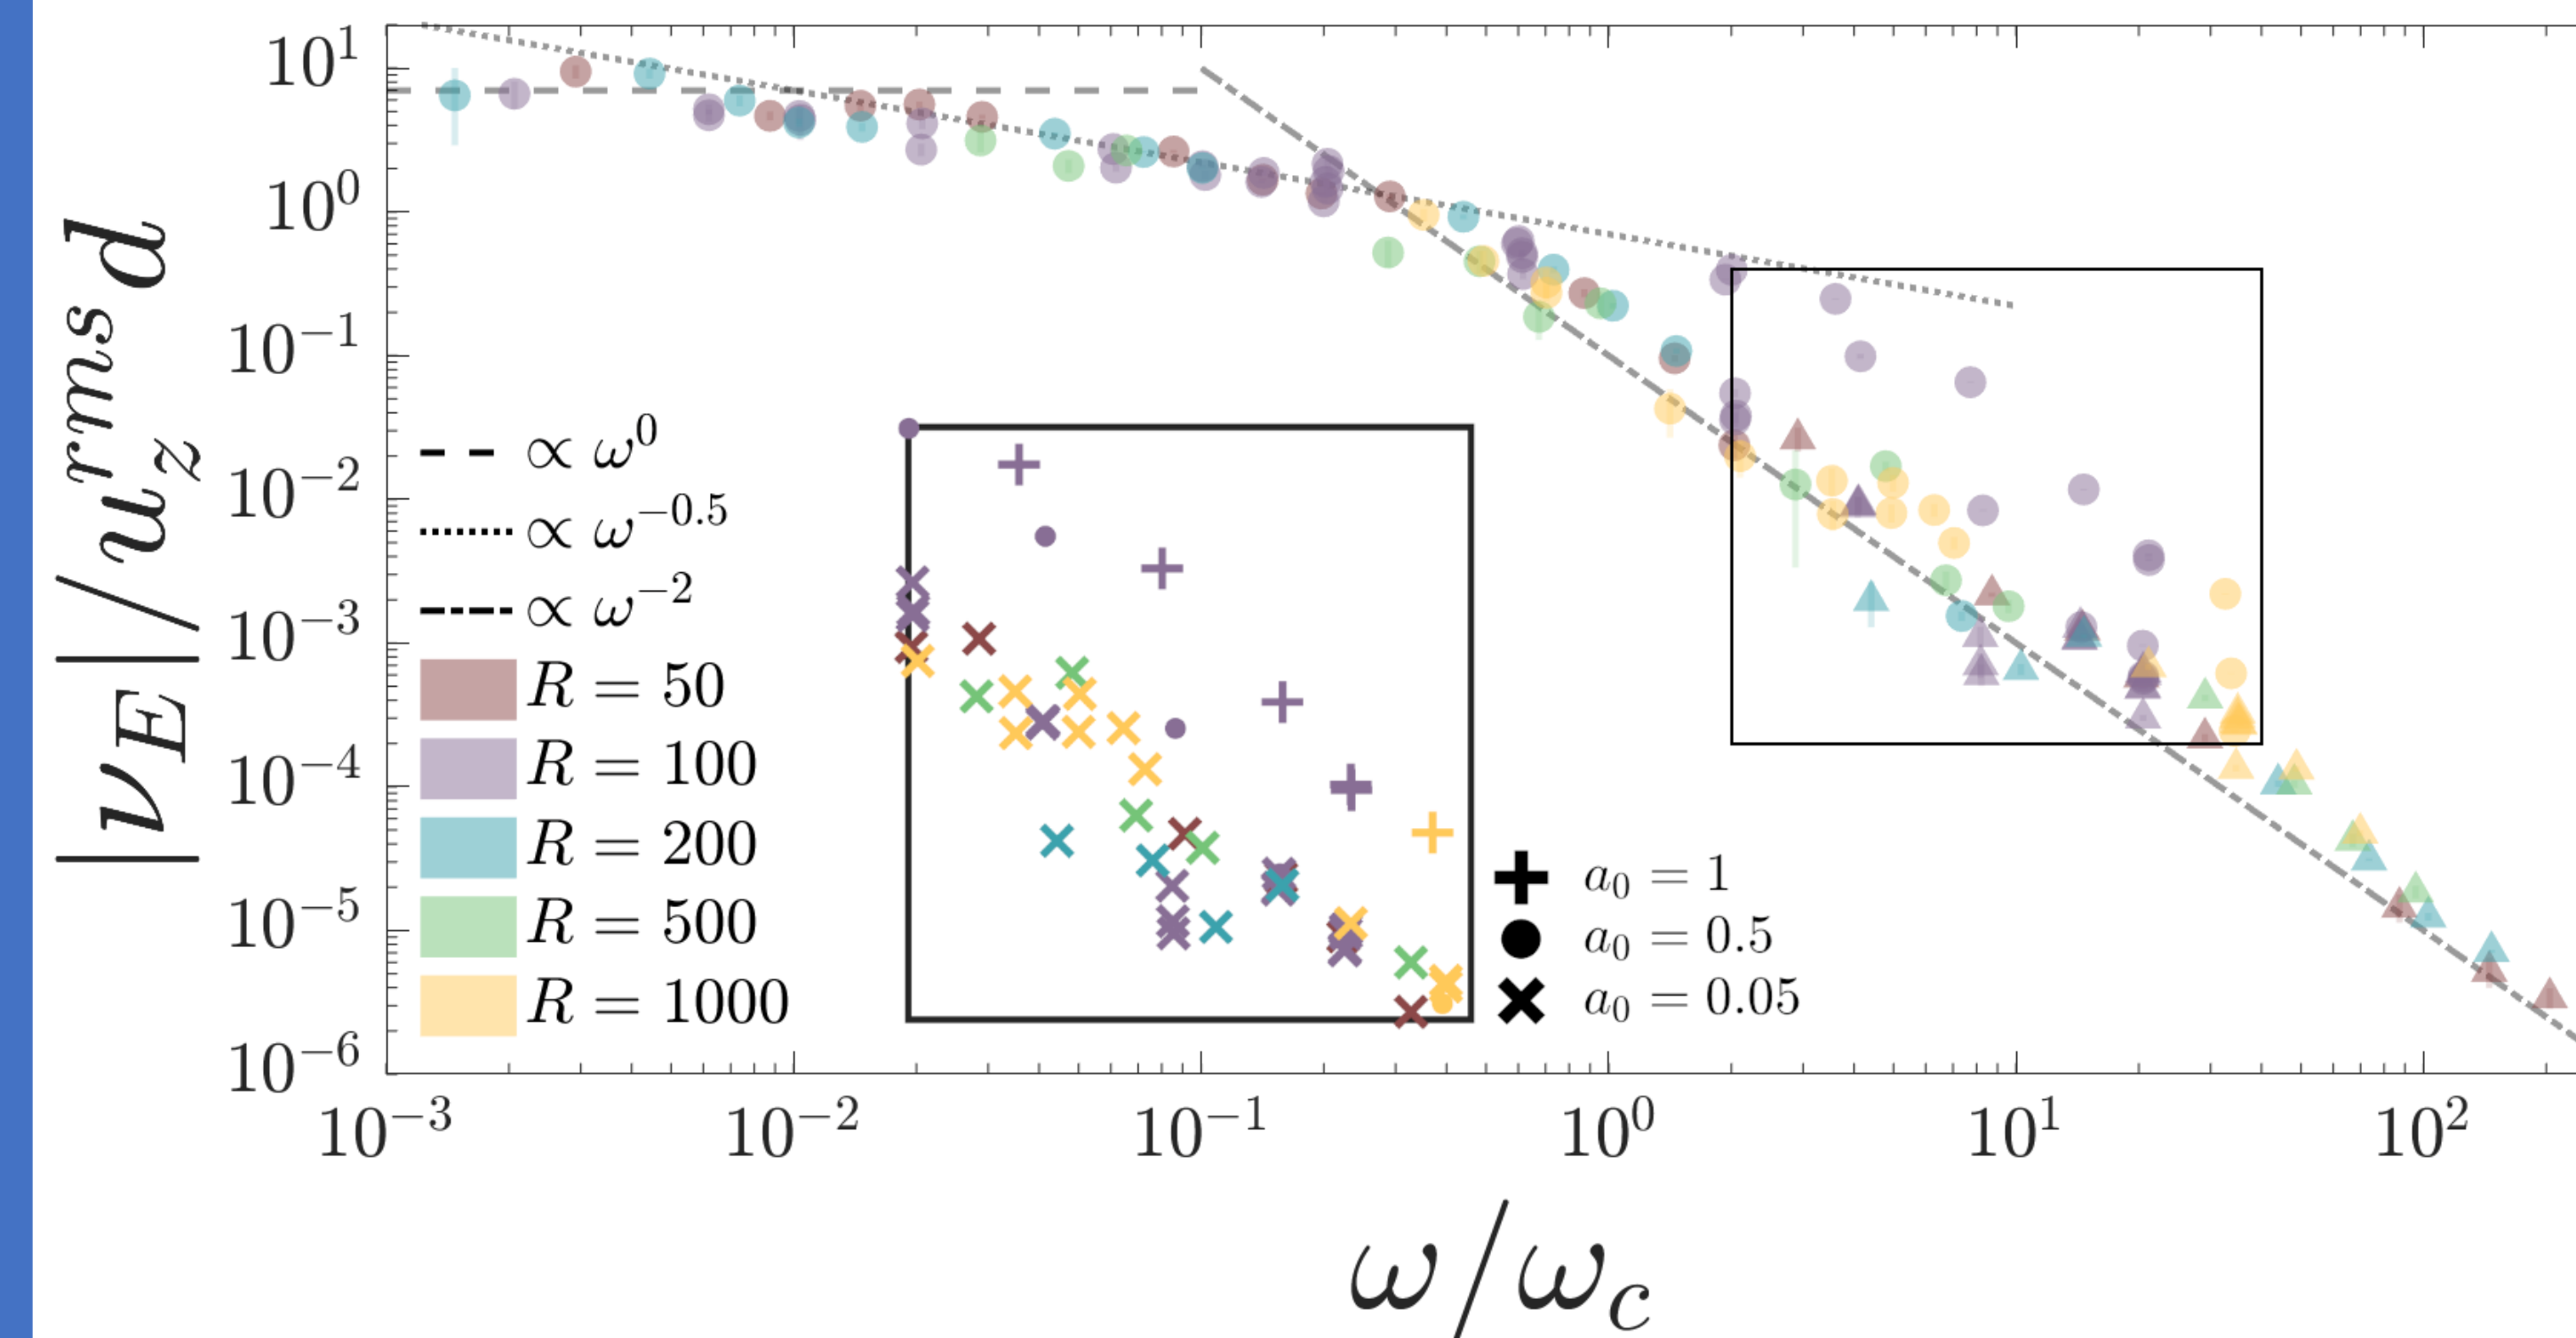 |ν_E|/u_z^{rms} d
10^1
10^0
10^{-1}
10^{-2}
10^{-3}
10^{-4}
10^{-5}
10^{-6}
∝ ω^0
∝ ω^{-0.5}
∝ ω^{-2}
R = 50
R = 100
R = 200
R = 500
R = 1000
a_0 = 1
a_0 = 0.5
a_0 = 0.05
10^{-3}
10^{-2}
10^{-1}
10^0
10^1
10^2
ω/ω_c